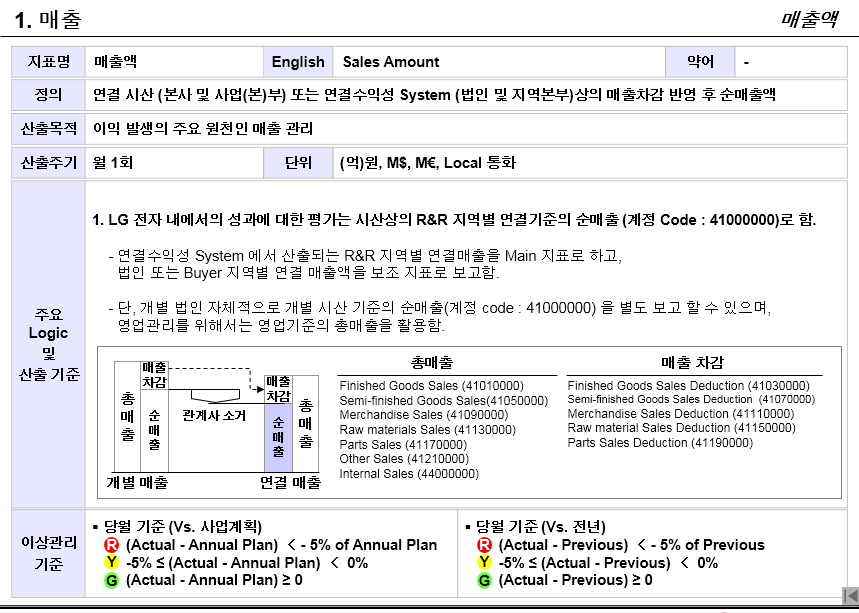 1. 매출
매출액
지표명 매출액 English Sales Amount 약어 -
정의 연결 시산 (본사 및 사업(본)부) 또는 연결수익성 System (법인 및 지역본부)상의 매출차감 반영 후 순매출액
산출목적 이익 발생의 주요 원천인 매출 관리
산출주기 월 1회 단위 (억)원, M$, M€, Local 통화
주요
Logic
및
산출 기준
1. LG 전자 내에서의 성과에 대한 평가는 시산상의 R&R 지역별 연결기준의 순매출 (계정 Code : 41000000)로 함.
- 연결수익성 System 에서 산출되는 R&R 지역별 연결매출을 Main 지표로 하고,
법인 또는 Buyer 지역별 연결 매출액을 보조 지표로 보고함.
- 단, 개별 법인 자체적으로 개별 시산 기준의 순매출(계정 code : 41000000) 을 별도 보고 할 수 있으며,
영업관리를 위해서는 영업기준의 총매출을 활용함.
총매출
매출
차감
순매출
관계사 소거
매출
차감
순매출
총매출
개별 매출
연결 매출
총매출
Finished Goods Sales (41010000)
Semi-finished Goods Sales(41050000)
Merchandise Sales (41090000)
Raw materials Sales (41130000)
Parts Sales (41170000)
Other Sales (41210000)
Internal Sales (44000000)
매출 차감
Finished Goods Sales Deduction (41030000)
Semi-finished Goods Sales Deduction (41070000)
Merchandise Sales Deduction (41110000)
Raw material Sales Deduction (41150000)
Parts Sales Deduction (41190000)
이상관리
기준
▪ 당월 기준 (Vs. 사업계획)
R (Actual - Annual Plan) < - 5% of Annual Plan
Y -5% ≤ (Actual - Annual Plan) < 0%
G (Actual - Annual Plan) ≥ 0
▪ 당월 기준 (Vs. 전년)
R (Actual - Previous) < - 5% of Previous
Y -5% ≤ (Actual - Previous) < 0%
G (Actual - Previous) ≥ 0